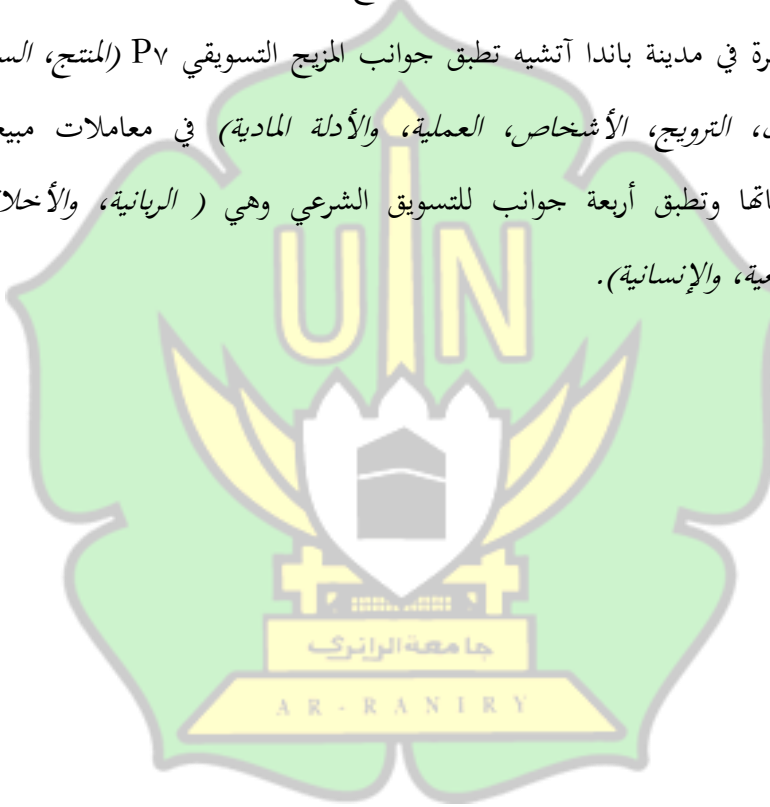 رة في مدينة باندا آتشيه تطبق جوانب المزيج التسويقي P٧ (المنتج، الس
، الترويج، الأشخاص، العملية، والأدلة المادية) في معاملات مبيع
اتها وتطبق أربعة جوانب للتسويق الشرعي وهي ( الربانية، والأخلا
عية، والإنسانية).
UIN
جامعة الرانري
AR-RANIRY